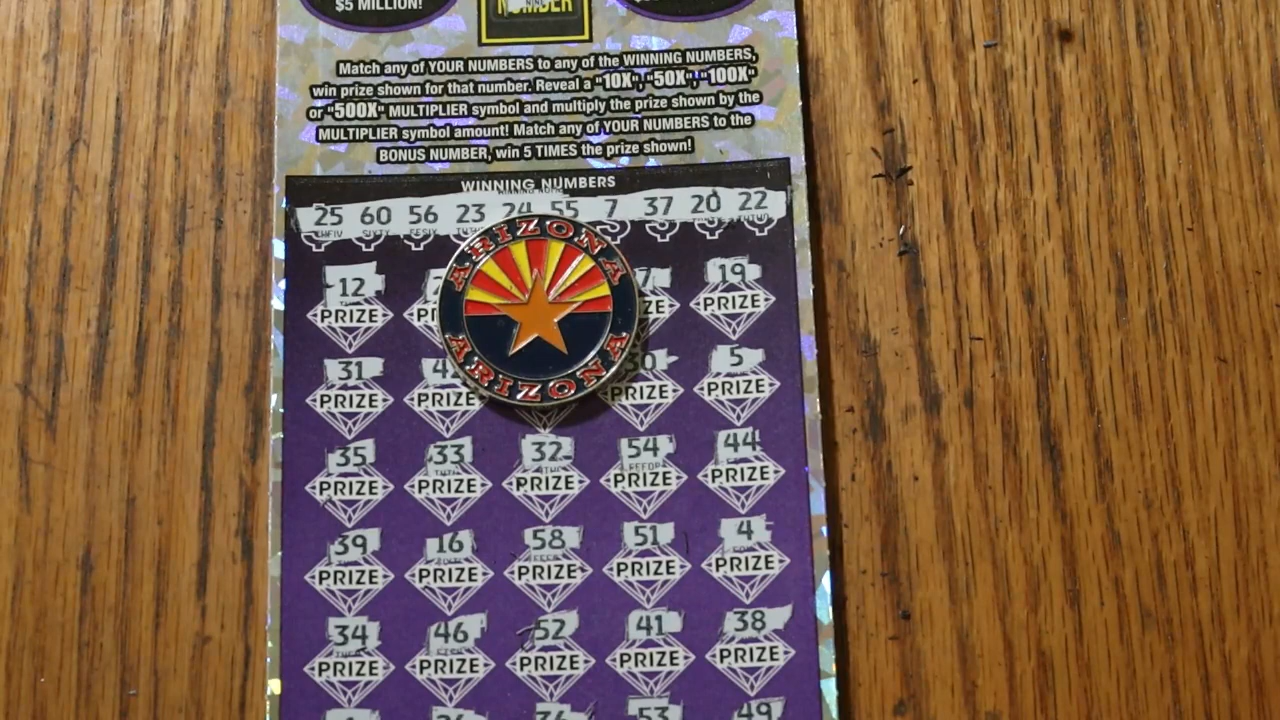 $5 MILLION!
NUMBER
Match any of YOUR NUMBERS to any of the WINNING NUMBERS,
win prize shown for that number. Reveal a "10X", "50X", "100X"
or "500X" MULTIPLIER symbol and multiply the prize shown by the
MULTIPLIER symbol amount! Match any of YOUR NUMBERS to the
BONUS NUMBER, win 5 TIMES the prize shown!
WINNING NUMBERS
25 60 56 23 24 55 7 37 20 22
SIXTY
ARIZONA
12 19
PRIZE PRIZE
ARIZONA
31 5
PRIZE PRIZE PRIZE PRIZE
35 33 32 54 44
PRIZE PRIZE PRIZE PRIZE PRIZE
39 16 58 51 4
PRIZE PRIZE PRIZE PRIZE PRIZE
34 46 52 41 38
PRIZE PRIZE PRIZE PRIZE PRIZE
53 49